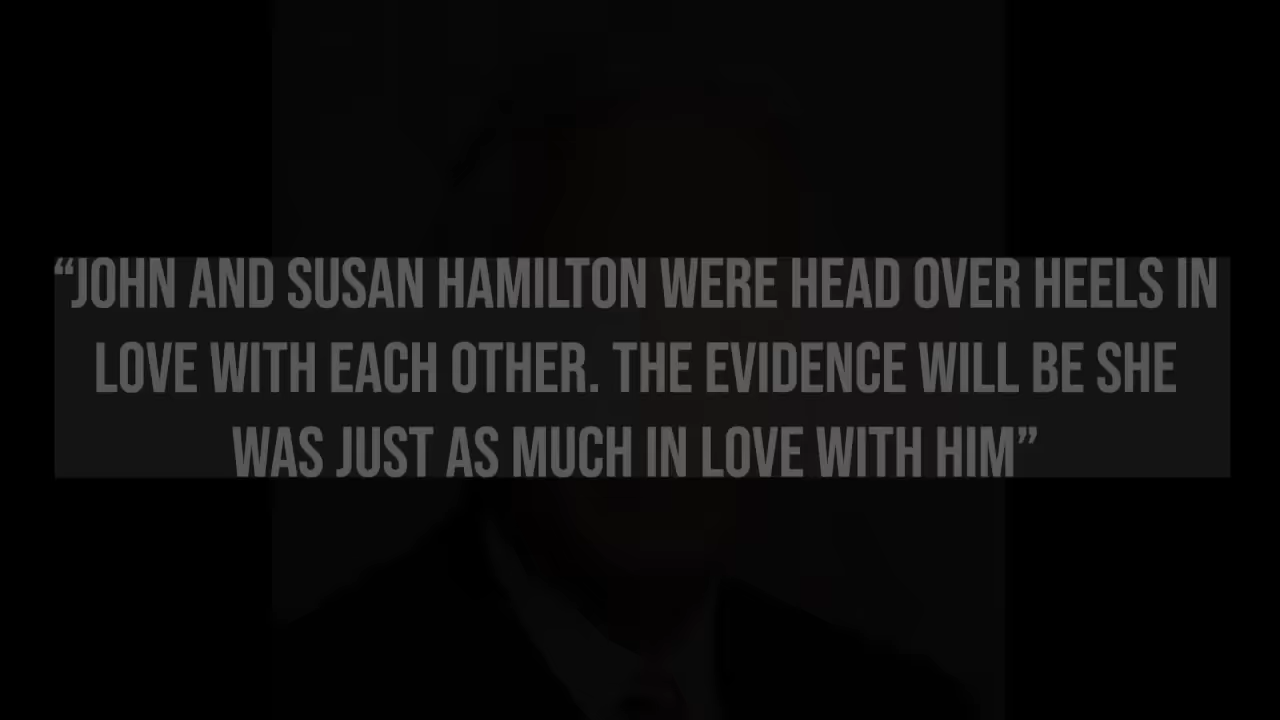 “JOHN AND SUSAN HAMILTON WERE HEAD OVER HEELS IN
LOVE WITH EACH OTHER. THE EVIDENCE WILL BE SHE
WAS JUST AS MUCH IN LOVE WITH HIM”